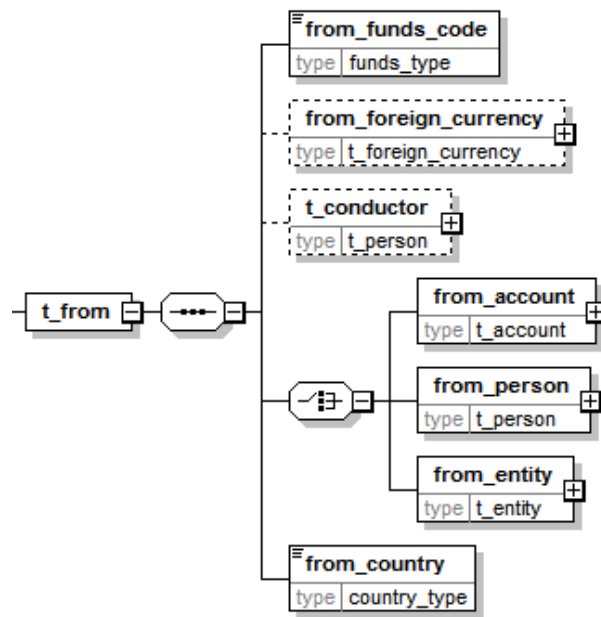 from_funds_code
type funds_type
from_foreign_currency
type t_foreign_currency
t_conductor
type t_person
t_from
from_account
type t_account
from_person
type t_person
from_entity
type t_entity
from_country
type country_type